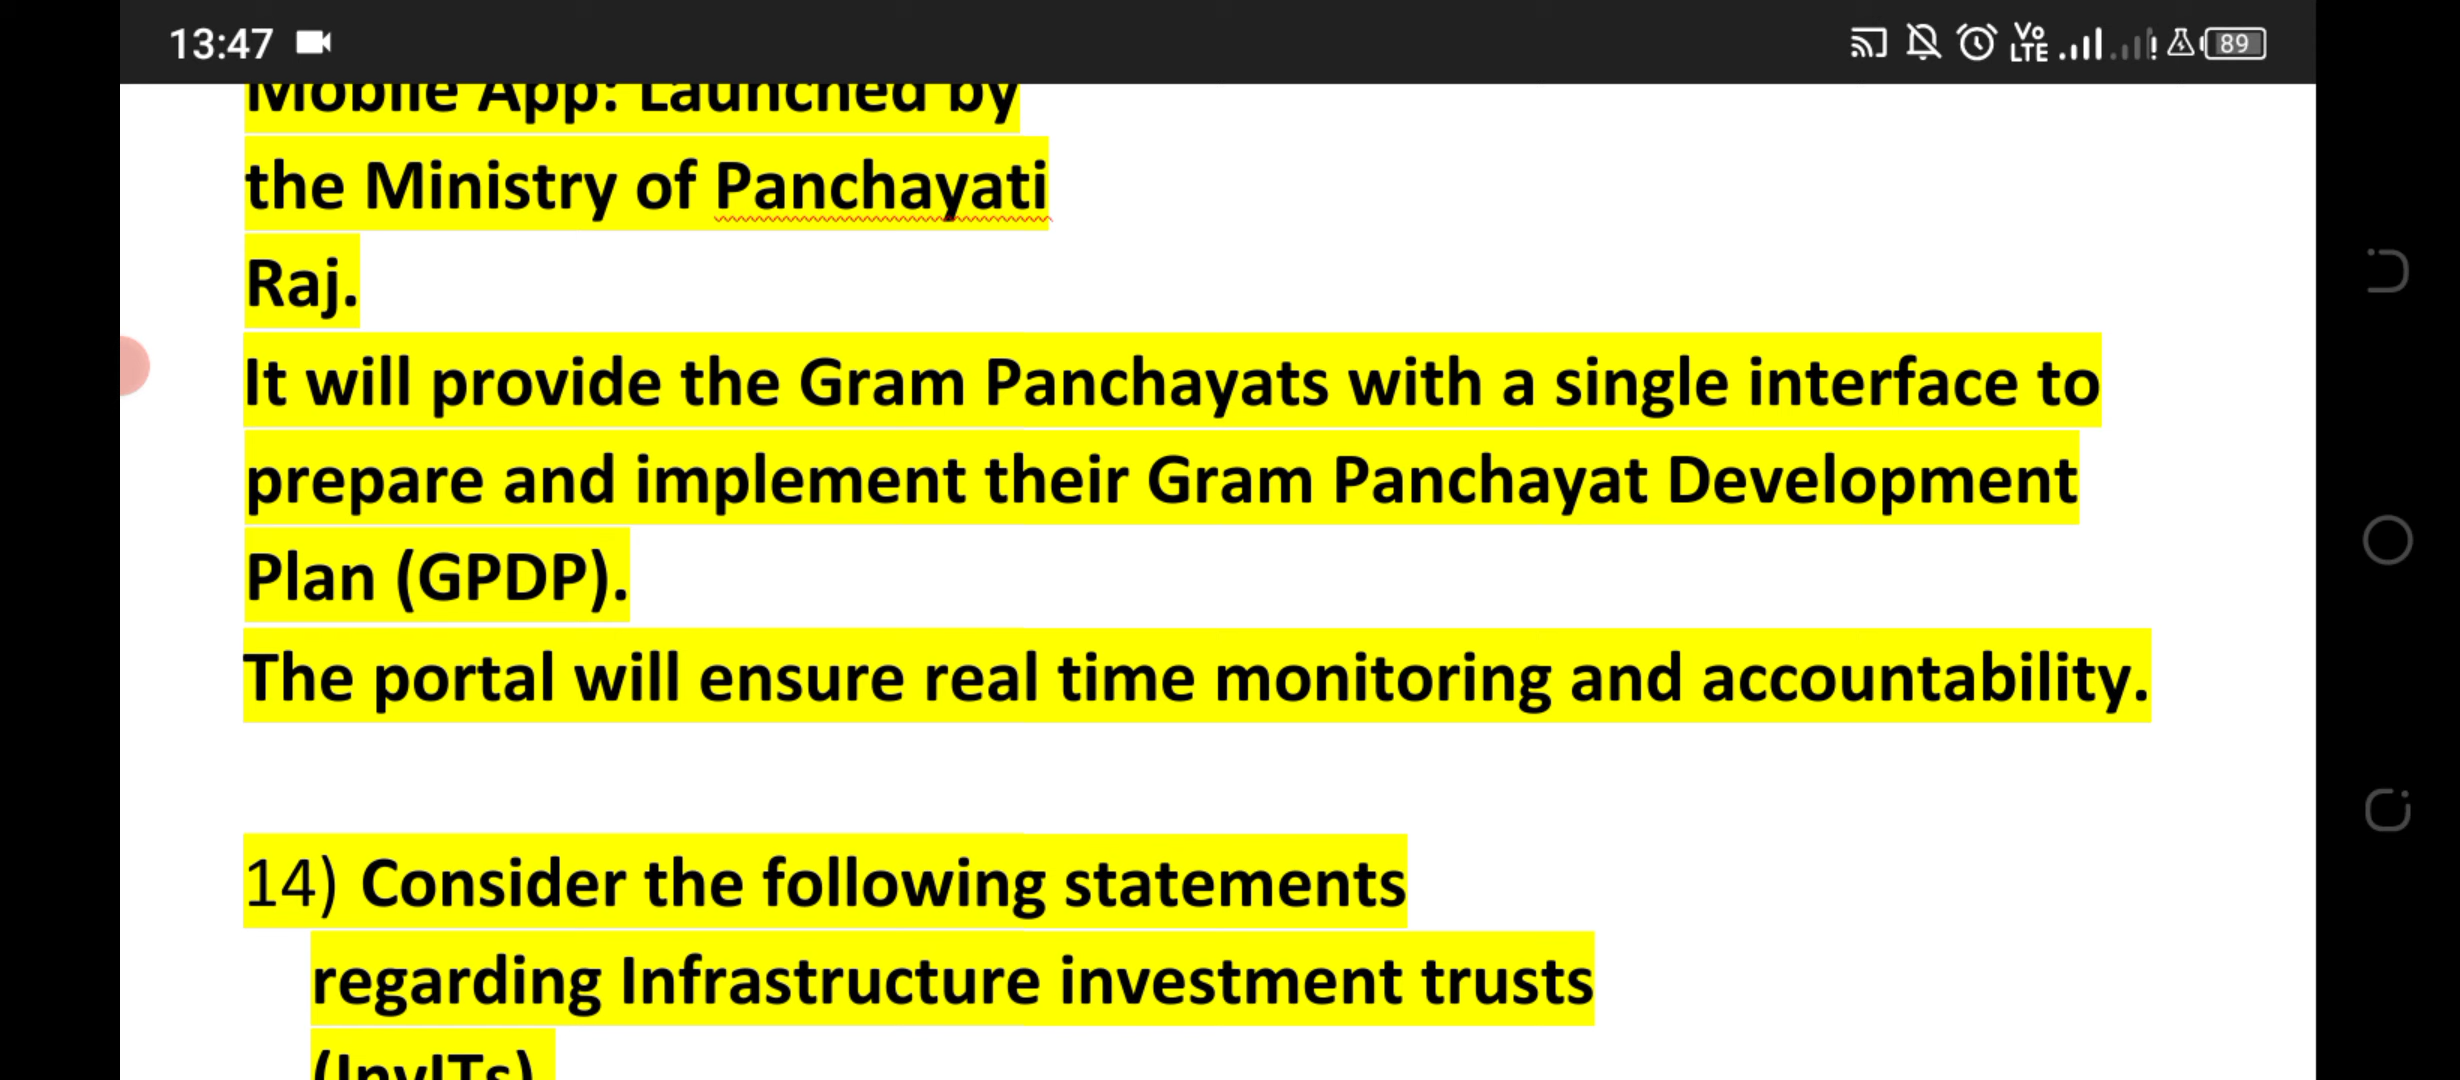 13:47
Vo
LTE
89
Mobile App: Launched by
the Ministry of Panchayati
Raj.
It will provide the Gram Panchayats with a single interface to
prepare and implement their Gram Panchayat Development
Plan (GPDP).
The portal will ensure real time monitoring and accountability.
14) Consider the following statements
regarding Infrastructure investment trusts
(InvITs)